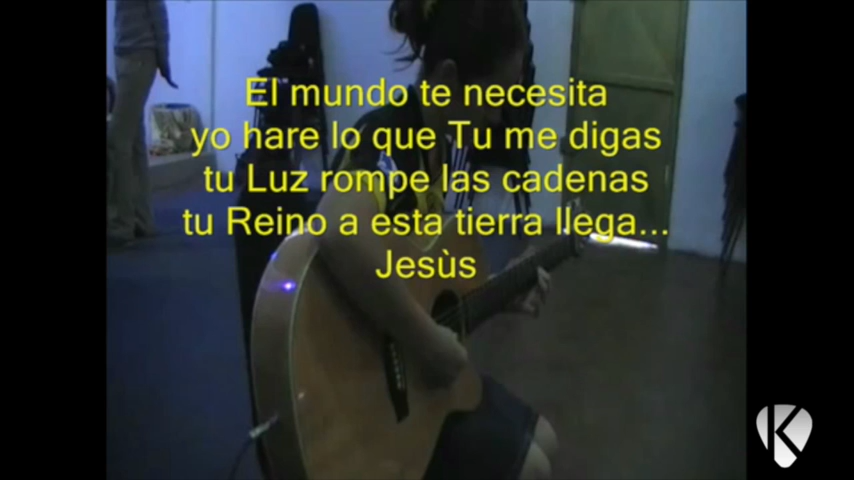 El mundo te necesita
yo hare lo que Tu me digas
tu Luz rompe las cadenas
tu Reino a esta tierra llega...
Jesùs
K